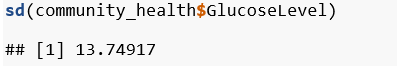 sd(community_health$GlucoseLevel)
## [1] 13.74917